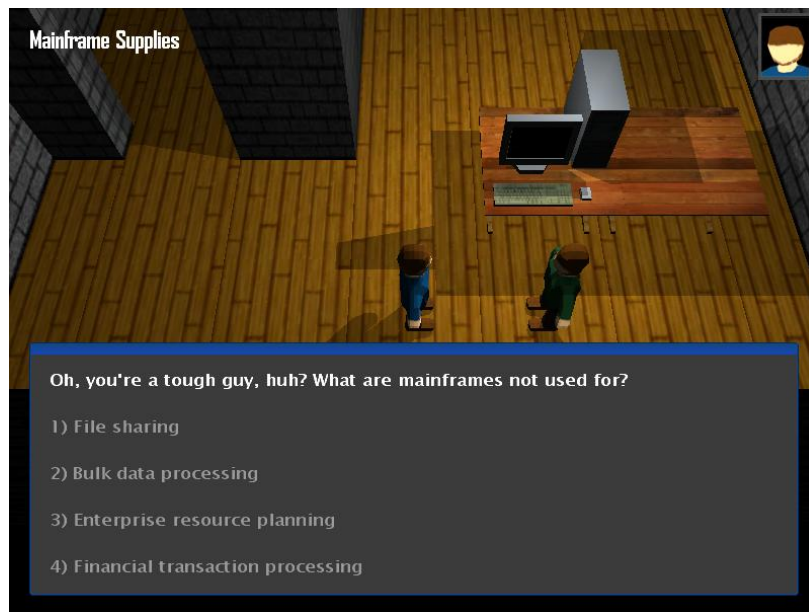 Mainframe Supplies
Oh, you're a tough guy, huh? What are mainframes not used for?
1) File sharing
2) Bulk data processing
3) Enterprise resource planning
4) Financial transaction processing